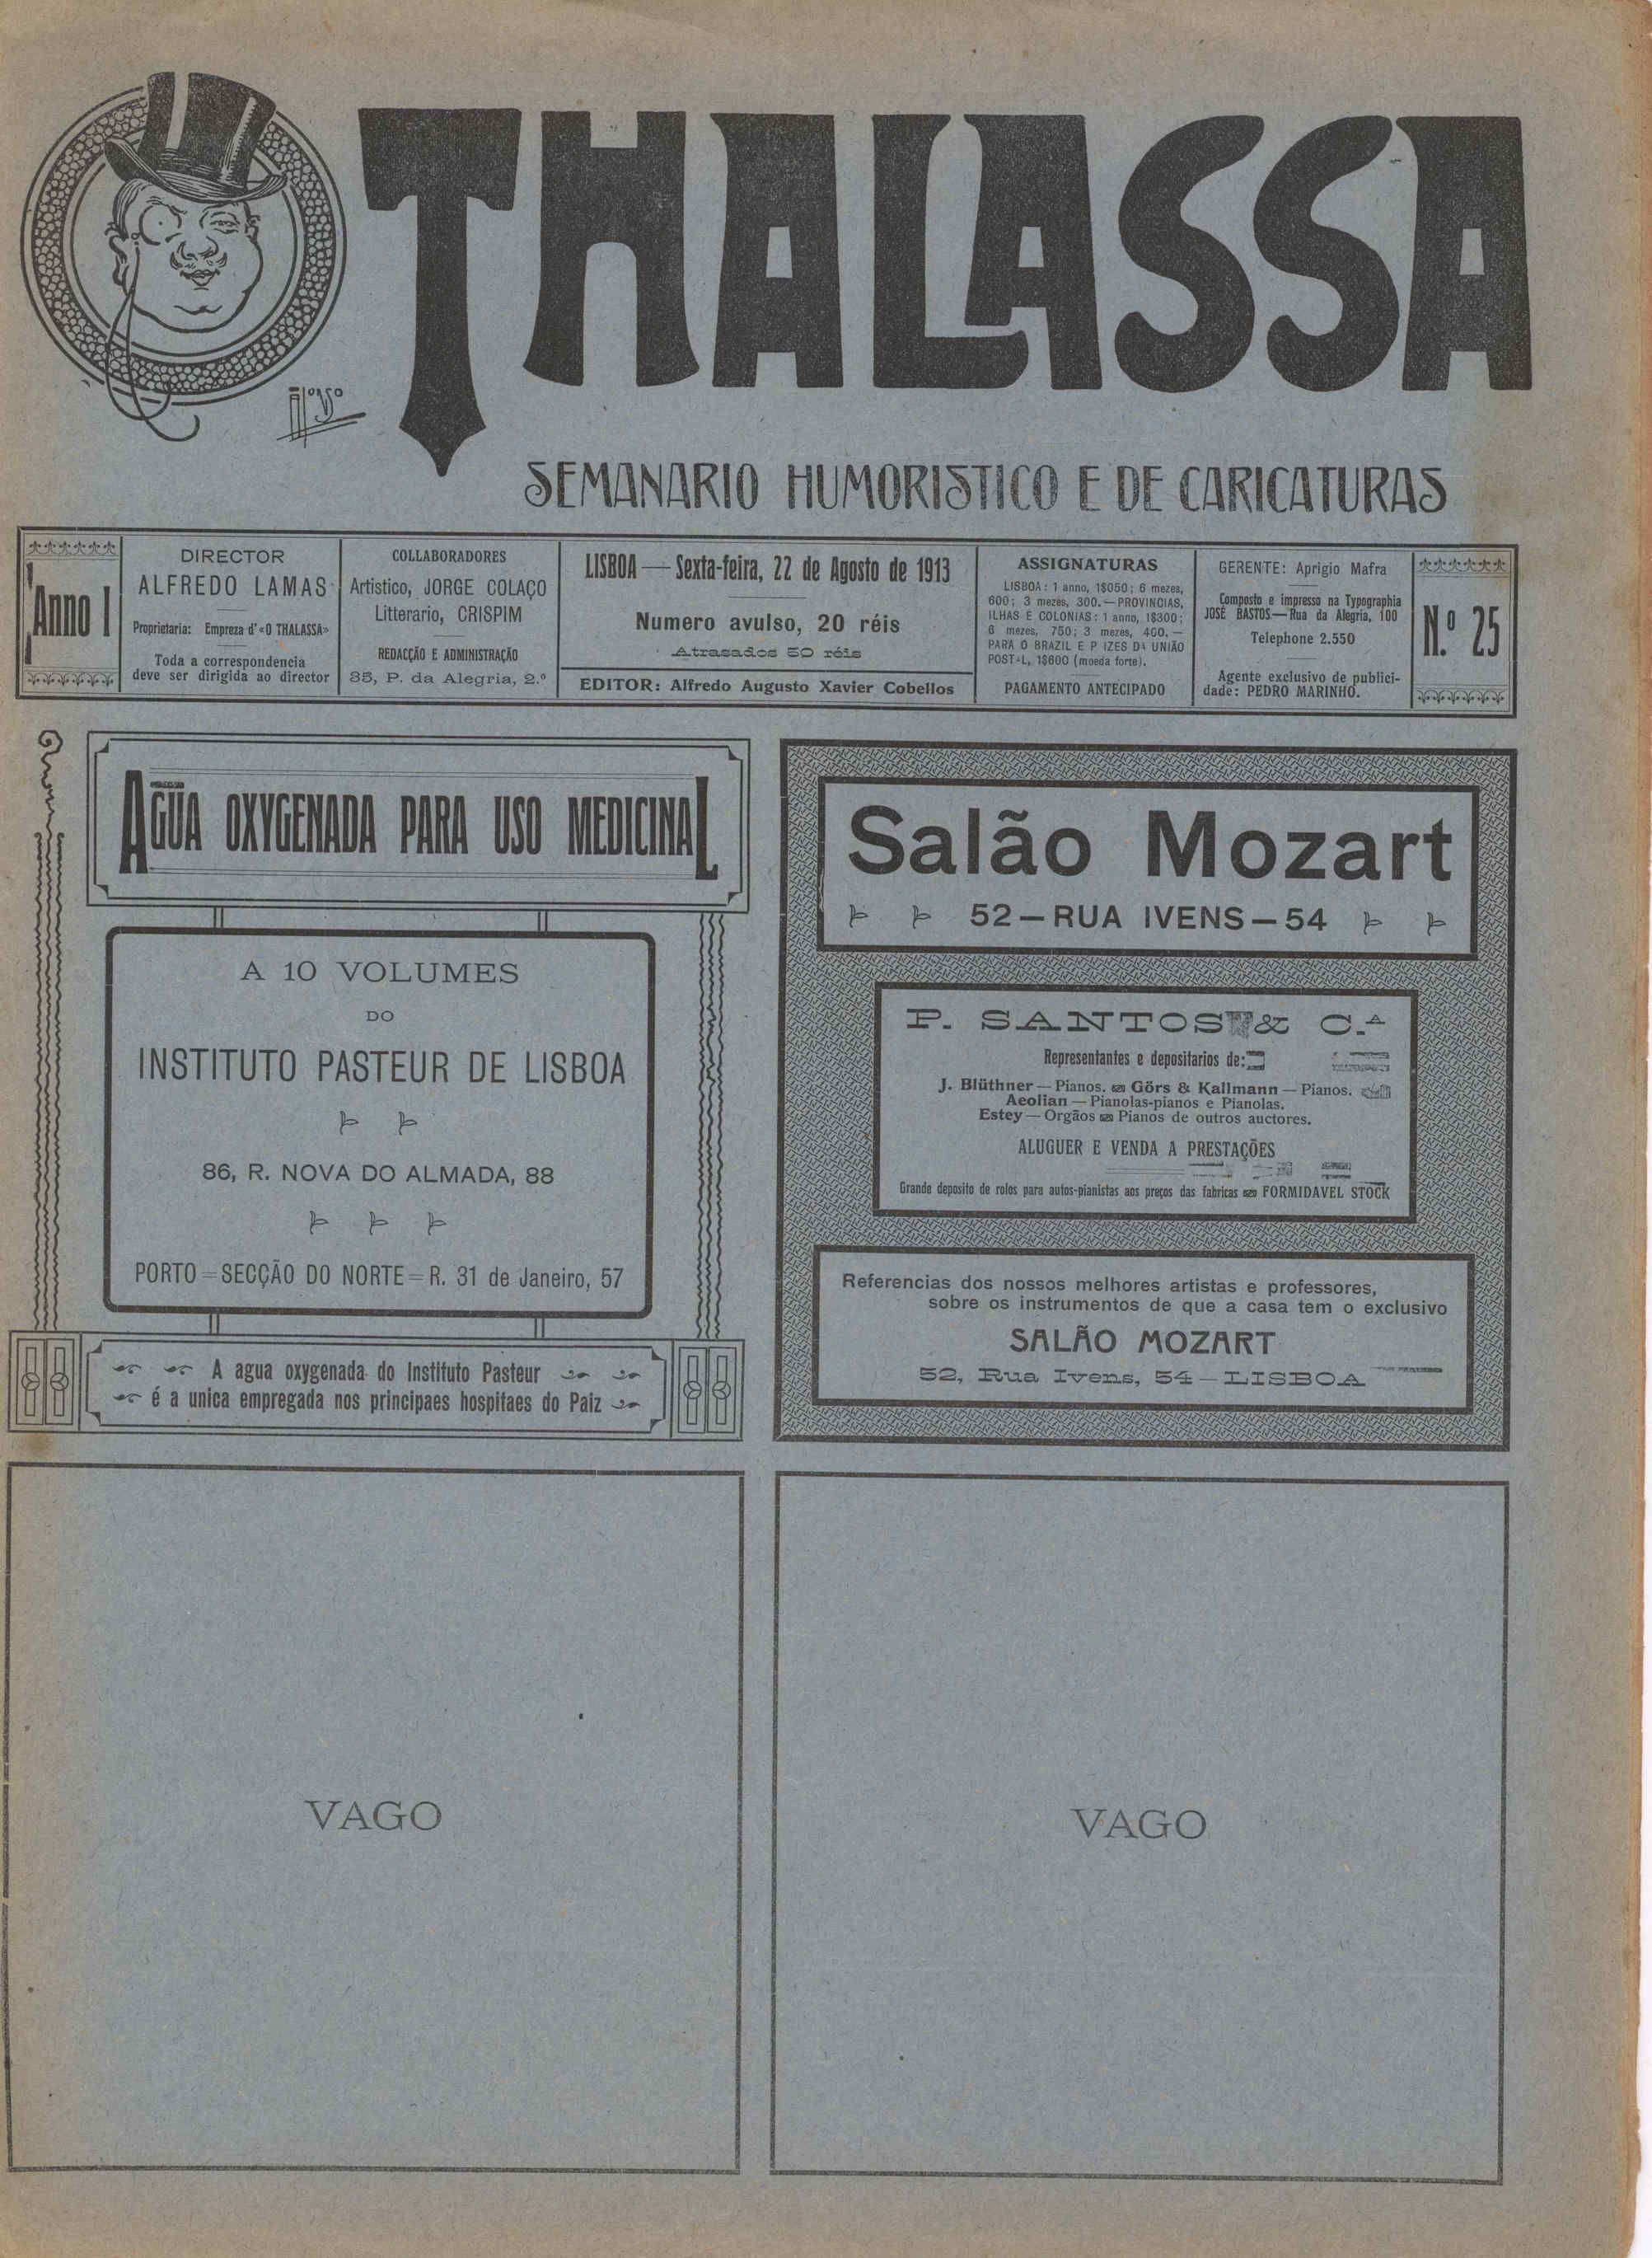 O THALASSA
SEMANARIO HUMORISTICO E DE CARICATURAS
Anno I
DIRECTOR
ALFREDO LAMAS
Proprietaria: Empreza d'«O THALASSA»
Toda a correspondencia
deve ser dirigida ao director
COLLABORADORES
Artistico, JORGE COLAÇO
Litterario, CRISPIM
REDACÇÃO E ADMINISTRAÇÃO
35, P. da Alegria, 2.º
LISBOA — Sexta-feira, 22 de Agosto de 1913
Numero avulso, 20 réis
Atrasados 50 réis
EDITOR: Alfredo Augusto Xavier Cobellos
ASSIGNATURAS
LISBOA: 1 anno, 1$050; 6 mezes,
600; 3 mezes, 300.—PROVINCIAS,
ILHAS E COLONIAS: 1 anno, 1$300;
6 mezes, 750; 3 mezes, 400.—
PARA O BRAZIL E P IZES DA UNIÃO
POSTAL, 1$600 (moeda forte).
PAGAMENTO ANTECIPADO
GERENTE: Aprigio Mafra
Composto e impresso na Typographia
JOSÉ BASTOS.—Rua da Alegria, 100
Telephone 2.550
Agente exclusivo de publici-
dade: PEDRO MARINHO.
N.º 25
AGUA OXYGENADA PARA USO MEDICINAL
A 10 VOLUMES
DO
INSTITUTO PASTEUR DE LISBOA
86, R. NOVA DO ALMADA, 88
PORTO=SECÇÃO DO NORTE=R. 31 de Janeiro, 57
A agua oxygenada do Instituto Pasteur
é a unica empregada nos principaes hospitaes do Paiz
Salão Mozart
52—RUA IVENS—54
P. SANTOS & C.A
Representantes e depositarios de:
J. Blüthner—Pianos. Görs & Kallmann—Pianos.
Aeolian—Pianolas-pianos e Pianolas.
Estey—Orgãos Pianos de outros auctores.
ALUGUER E VENDA A PRESTAÇÕES
Grande deposito de rolos para autos-pianistas aos preços das fabricas FORMIDAVEL STOCK
Referencias dos nossos melhores artistas e professores,
sobre os instrumentos de que a casa tem o exclusivo
SALÃO MOZART
52, Rua Ivens, 54—LISBOA
VAGO
VAGO